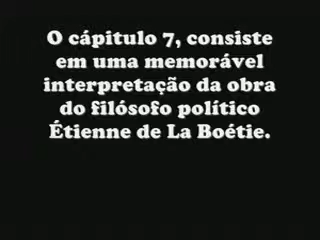 O cápitulo 7, consiste
em uma memorável
interpretação da obra
do filósofo político
Étienne de La Boétie.